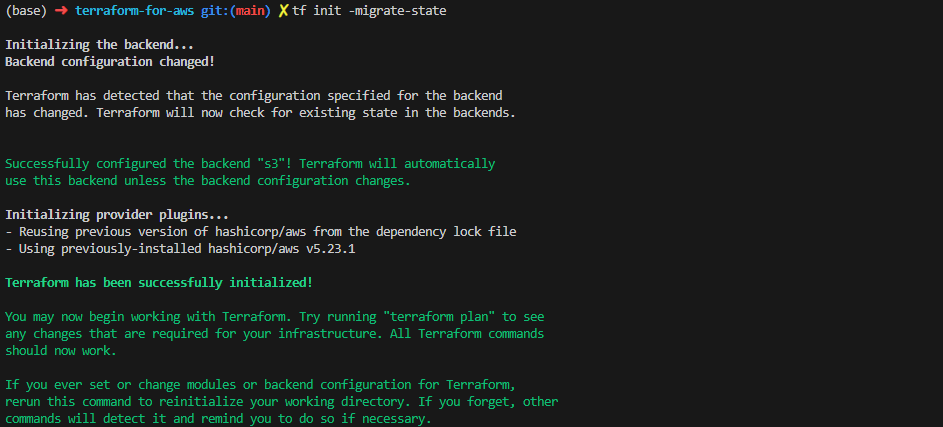 (base) ➜ terraform-for-aws git:(main) ✗ tf init -migrate-state
Initializing the backend...
Backend configuration changed!
Terraform has detected that the configuration specified for the backend
has changed. Terraform will now check for existing state in the backends.
Successfully configured the backend "s3"! Terraform will automatically
use this backend unless the backend configuration changes.
Initializing provider plugins...
- Reusing previous version of hashicorp/aws from the dependency lock file
- Using previously-installed hashicorp/aws v5.23.1
Terraform has been successfully initialized!
You may now begin working with Terraform. Try running "terraform plan" to see
any changes that are required for your infrastructure. All Terraform commands
should now work.
If you ever set or change modules or backend configuration for Terraform,
rerun this command to reinitialize your working directory. If you forget, other
commands will detect it and remind you to do so if necessary.